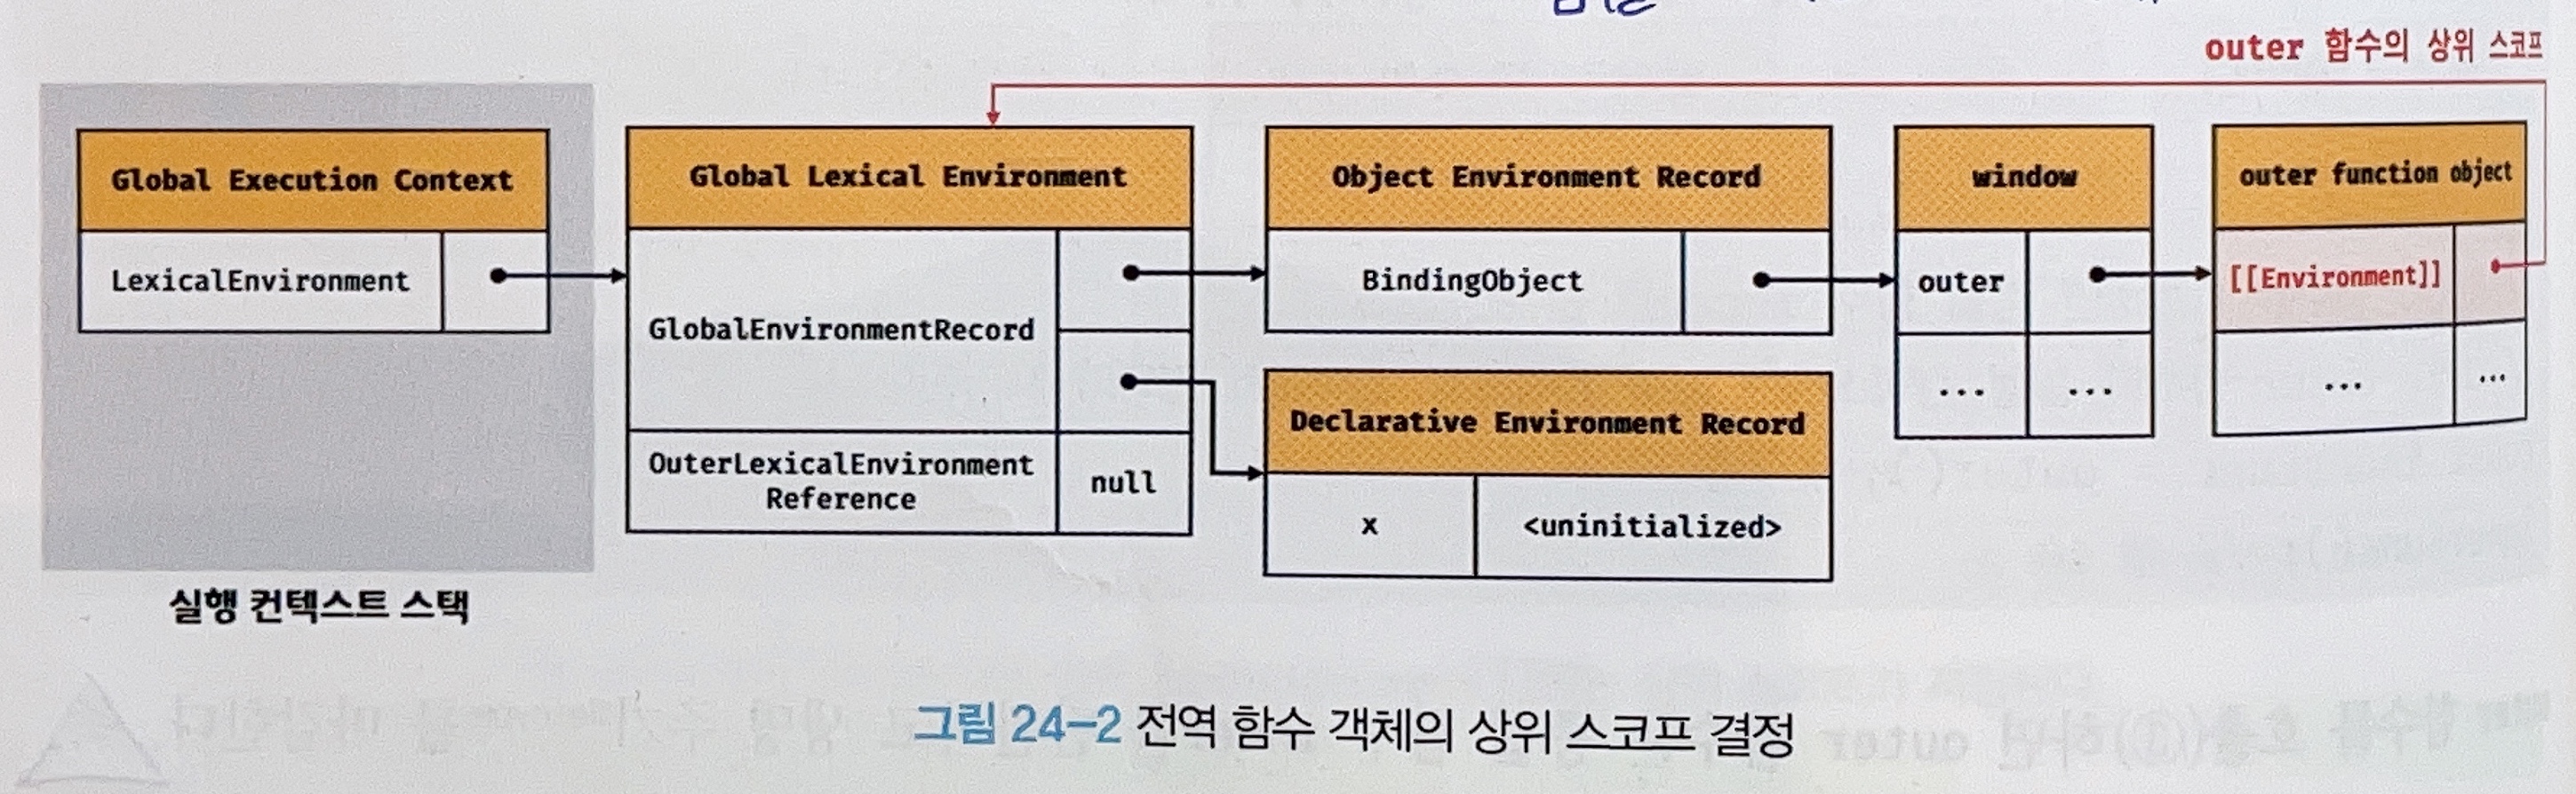 outer 함수의 상위 스코프
Global Execution Context
LexicalEnvironment
실행 컨텍스트 스택
Global Lexical Environment
GlobalEnvironmentRecord
OuterLexicalEnvironment
Reference
null
Object Environment Record
BindingObject
Declarative Environment Record
x
<uninitialized>
window
outer
...
...
outer function object
[[Environment]]
...
...
그림 24-2 전역 함수 객체의 상위 스코프 결정